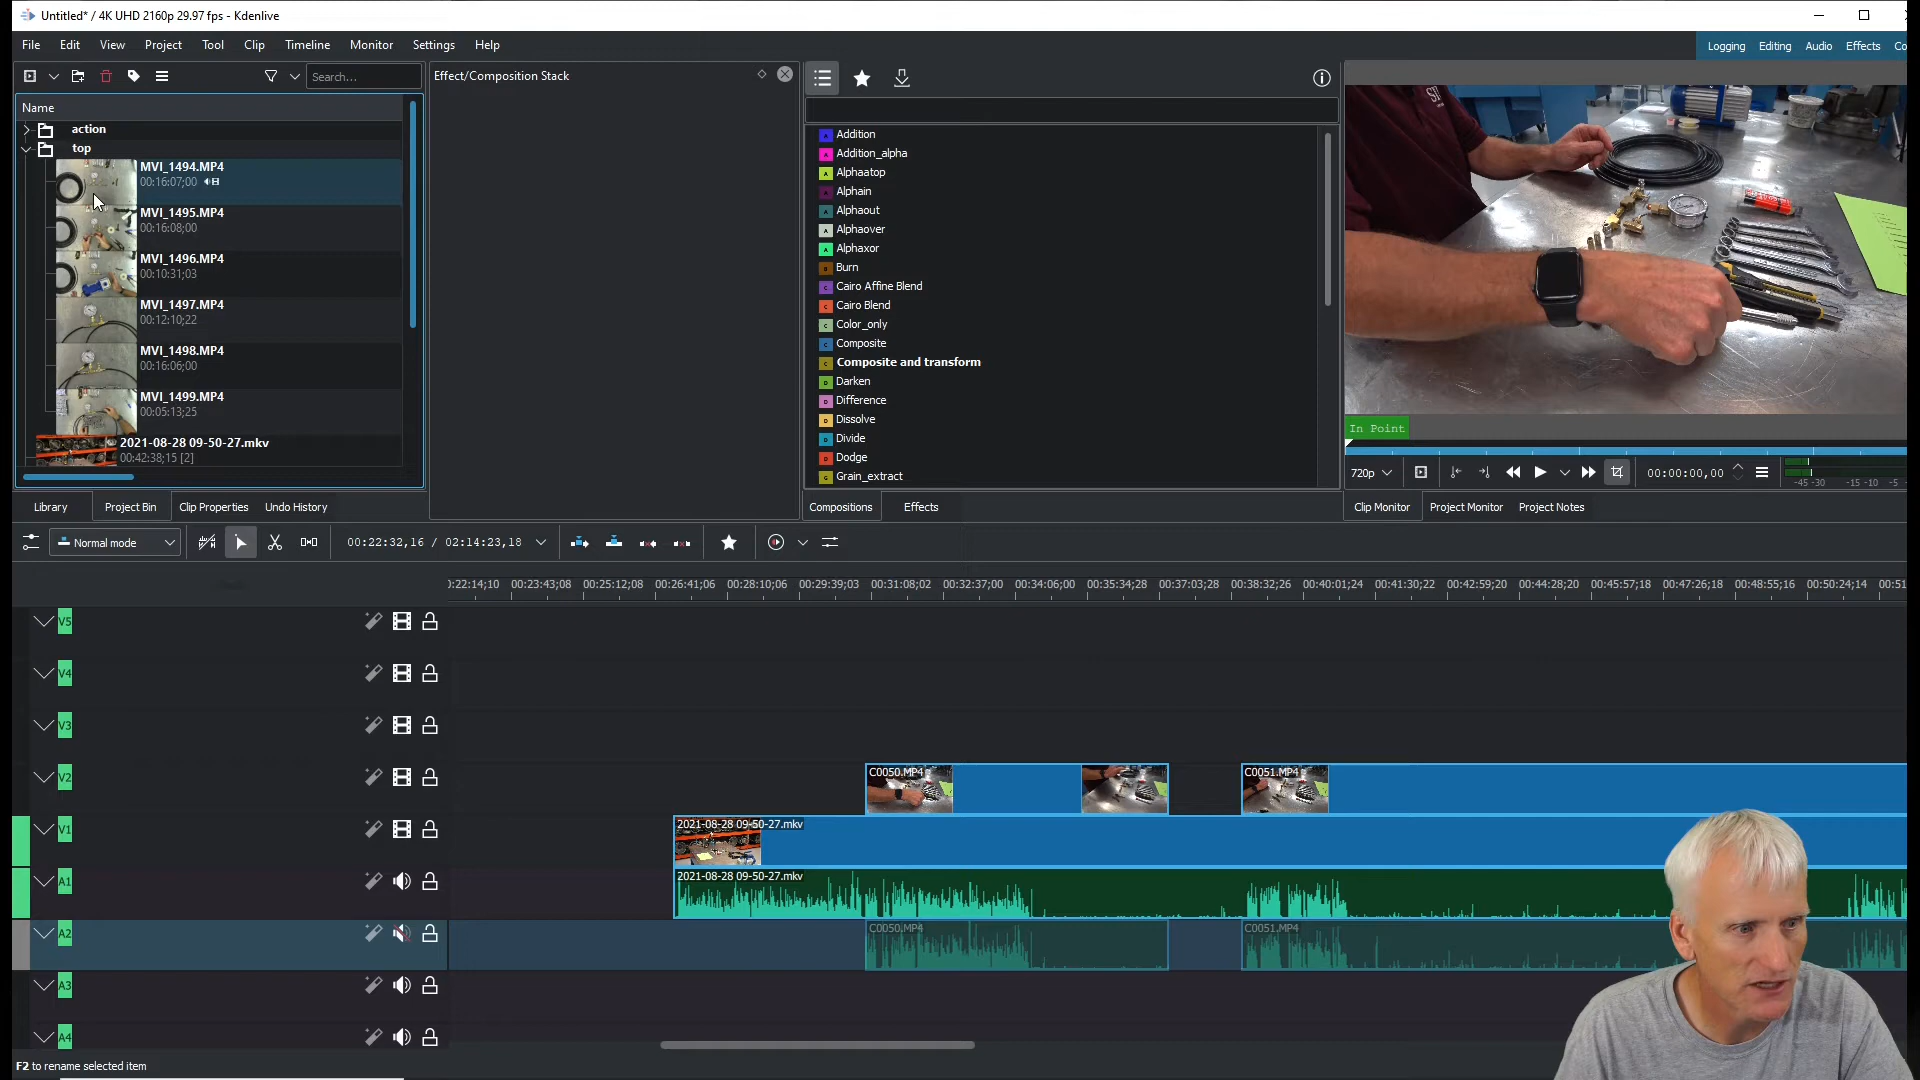 Untitled* / 4K UHD 2160p 29.97 fps - Kdenlive
File Edit View Project Tool Clip Timeline Monitor Settings Help
Logging Editing Audio Effects Co
Search...
Name
action
top
MVI_1494.MP4
00:16:07;00
MVI_1495.MP4
00:16:08;00
MVI_1496.MP4
00:10:31;03
MVI_1497.MP4
00:12:10;22
MVI_1498.MP4
00:16:06;00
MVI_1499.MP4
00:05:13;25
2021-08-28 09-50-27.mkv
00:42:38;15 [2]
Library Project Bin Clip Properties Undo History
Effect/Composition Stack
Addition
Addition_alpha
Alphaatop
Alphain
Alphaout
Alphaover
Alphaxor
Burn
Cairo Affine Blend
Cairo Blend
Color_only
Composite
Composite and transform
Darken
Difference
Dissolve
Divide
Dodge
Grain_extract
Compositions Effects
In Point
720p 00:00:00,00 -45 -30 -15 -10 -5
Clip Monitor Project Monitor Project Notes
Normal mode 00:22:32,16 / 02:14:23,18
0:22:14;10 00:23:43;08 00:25:12;08 00:26:41;06 00:28:10;06 00:29:39;03 00:31:08;02 00:32:37;00 00:34:06;00 00:35:34;28 00:37:03;28 00:38:32;26 00:40:01;24 00:41:30;22 00:42:59;20 00:44:28;20 00:45:57;18 00:47:26;18 00:48:55;16 00:50:24;14 00:51
V5
V4
V3
V2
C0050.MP4 C0051.MP4
V1
2021-08-28 09-50-27.mkv
A1
2021-08-28 09-50-27.mkv
A2
C0050.MP4 C0051.MP4
A3
A4
F2 to rename selected item